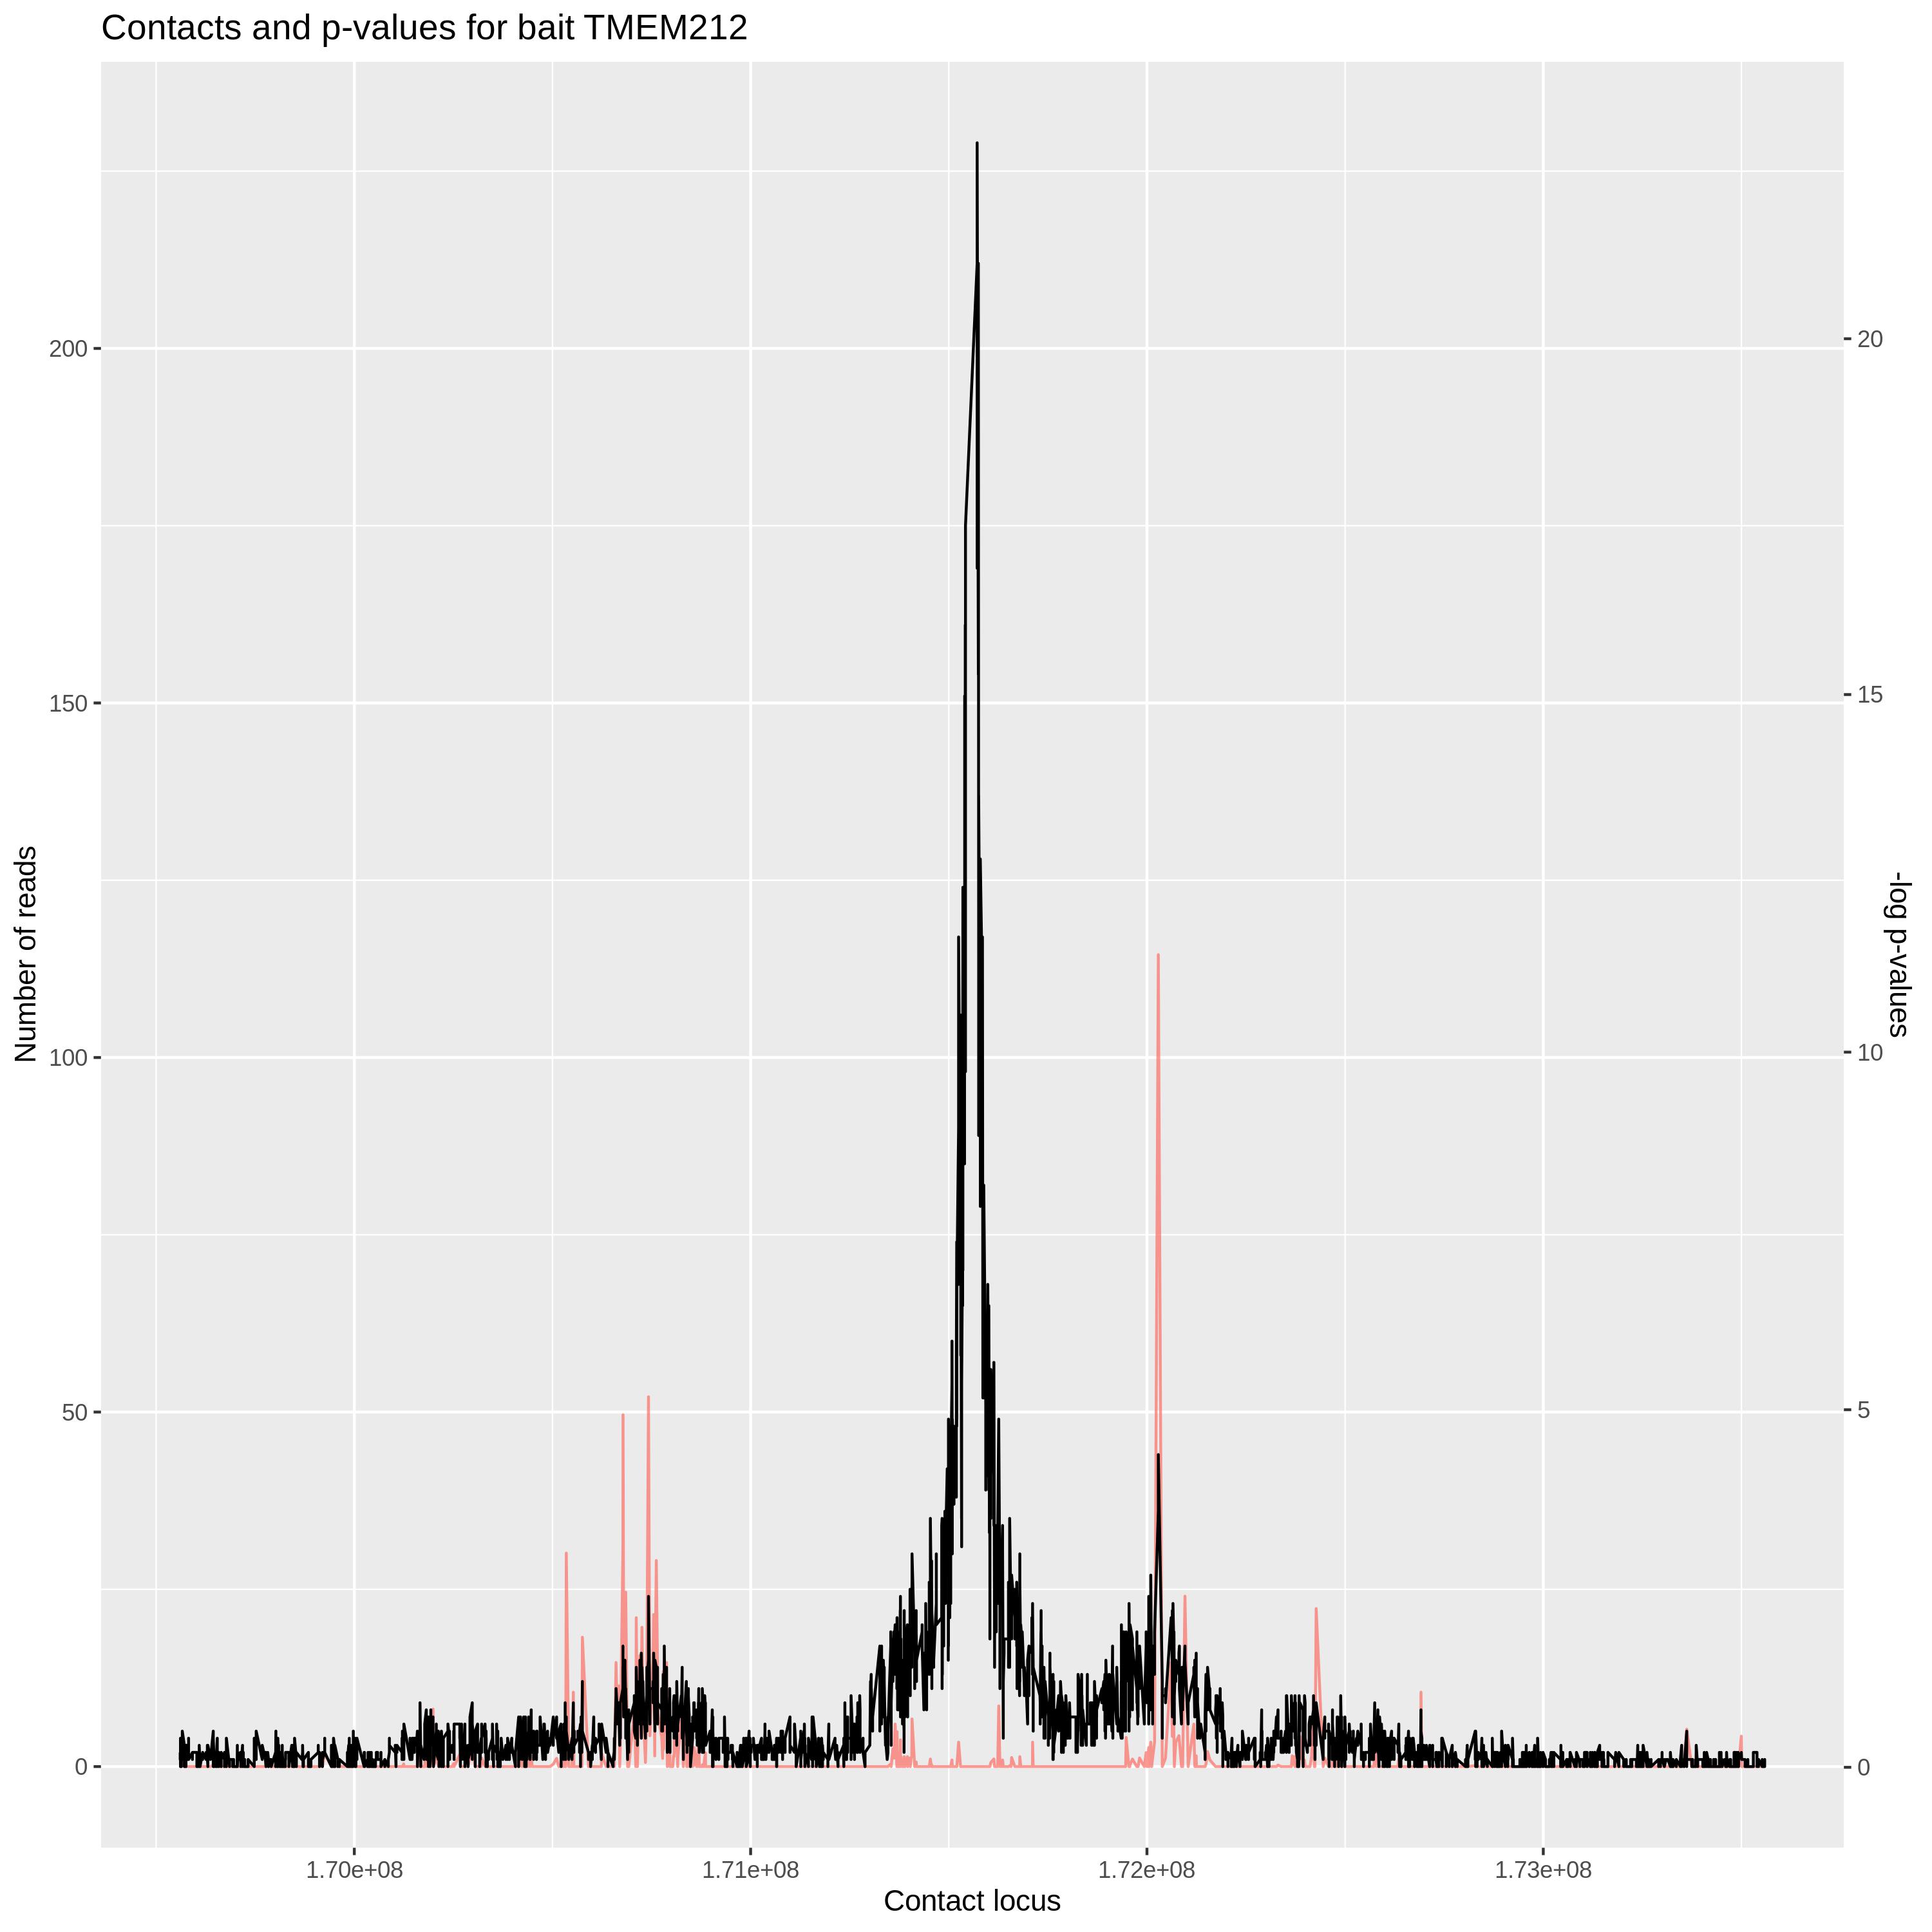 Contacts and p-values for bait TMEM212
Number of reads
200
150
100
50
0
20
15
10
5
0
-log p-values
1.70e+08
1.71e+08
1.72e+08
1.73e+08
Contact locus